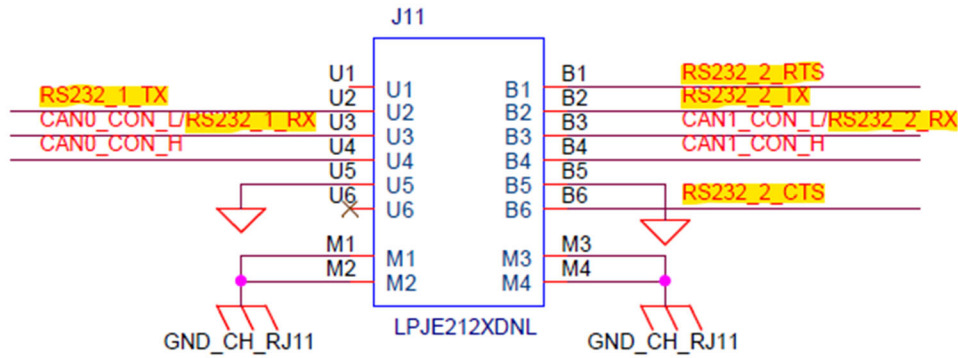 J11
U1 U1 B1 B1 RS232_2_RTS
RS232_1_TX U2 U2 B2 B2 RS232_2_TX
CAN0_CON_L/RS232_1_RX U3 U3 B3 B3 CAN1_CON_L/RS232_2_RX
CAN0_CON_H U4 U4 B4 B4 CAN1_CON_H
U5 U5 B5 B5
U6 U6 B6 B6 RS232_2_CTS
M1 M1 M3 M3
M2 M2 M4 M4
LPJE212XDNL
GND_CH_RJ11 GND_CH_RJ11